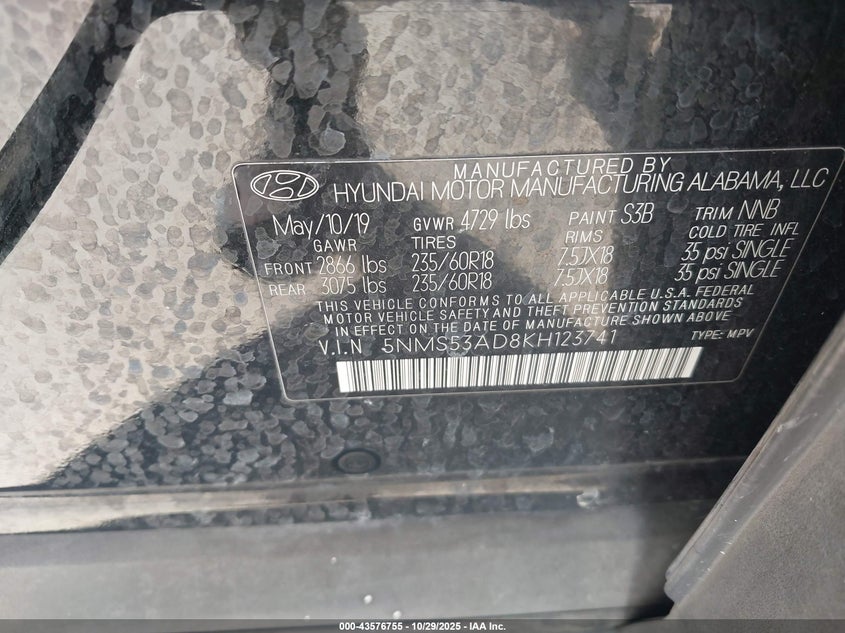 MANUFACTURED BY
HYUNDAI MOTOR MANUFACTURING ALABAMA, LLC
May/10/19 GVWR 4729 lbs PAINT S3B TRIM NNB
GAWR TIRES RIMS COLD TIRE INFL
FRONT 2866 lbs 235/60R18 7.5JX18 35 psi SINGLE
REAR 3075 lbs 235/60R18 7.5JX18 35 psi SINGLE
THIS VEHICLE CONFORMS TO ALL APPLICABLE U.S.A. FEDERAL
MOTOR VEHICLE SAFETY AND THEFT PREVENTION STANDARDS
IN EFFECT ON THE DATE OF MANUFACTURE SHOWN ABOVE
V.I.N 5NMS53AD8KH123741 TYPE: MPV
000-43576755 - 10/29/2025 - IAA Inc.